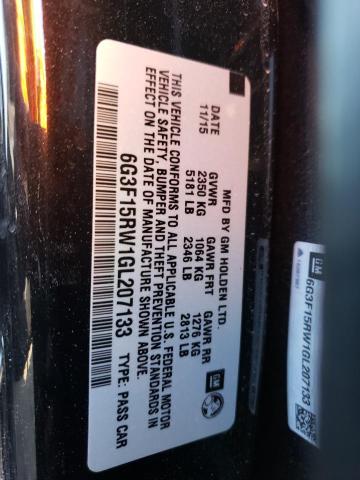 MFD BY GM HOLDEN LTD.
DATE GVWR GAWR FRT GAWR RR
11/15 2350 KG 1064 KG 1276 KG
5181 LB 2346 LB 2813 LB
THIS VEHICLE CONFORMS TO ALL APPLICABLE U.S. FEDERAL MOTOR
VEHICLE SAFETY, BUMPER AND THEFT PREVENTION STANDARDS IN
EFFECT ON THE DATE OF MANUFACTURE SHOWN ABOVE.
6G3F15RW1GL207133 TYPE: PASS CAR
GM
GM
6G3F15RW1GL207133